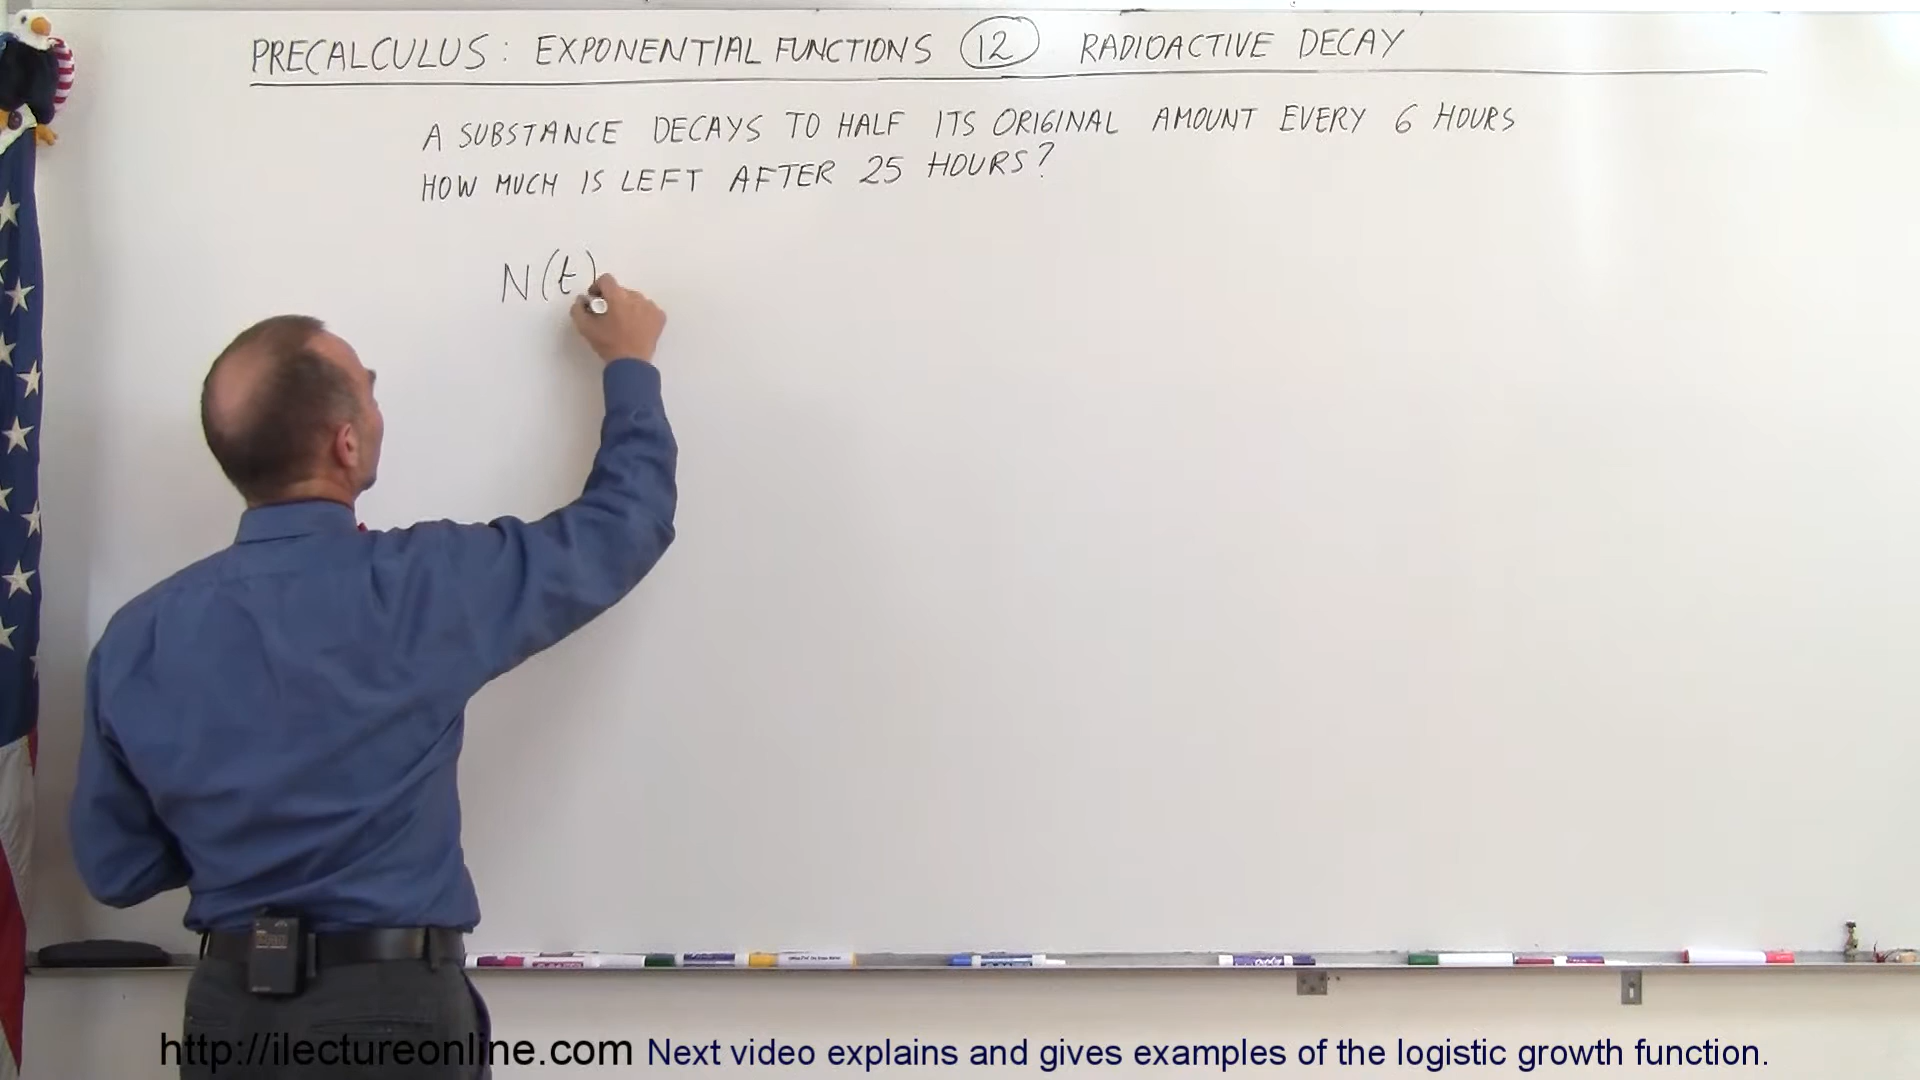 PRECALCULUS: EXPONENTIAL FUNCTIONS 12 RADIOACTIVE DECAY
A SUBSTANCE DECAYS TO HALF ITS ORIGINAL AMOUNT EVERY 6 HOURS
HOW MUCH IS LEFT AFTER 25 HOURS?
N(t)
http://ilectureonline.com Next video explains and gives examples of the logistic growth function.